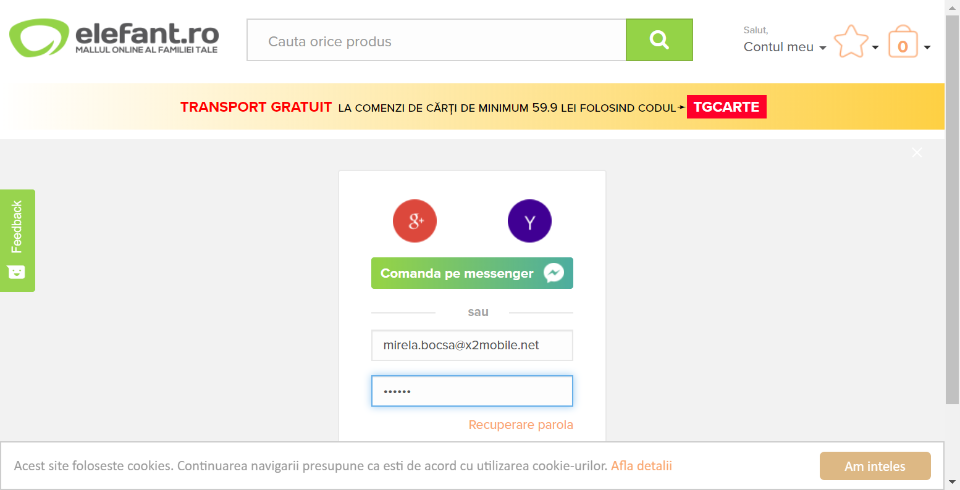 elefant.ro
MALLUL ONLINE AL FAMILIEI TALE
Cauta orice produs
Salut,
Contul meu
0
TRANSPORT GRATUIT LA COMENZI DE CĂRȚI DE MINIMUM 59.9 LEI FOLOSIND CODUL TGCARTE
Feedback
g+
Y
Comanda pe messenger
sau
mirela.bocsa@x2mobile.net
••••••
Recuperare parola
Acest site foloseste cookies. Continuarea navigarii presupune ca esti de acord cu utilizarea cookie-urilor. Afla detalii
Am inteles